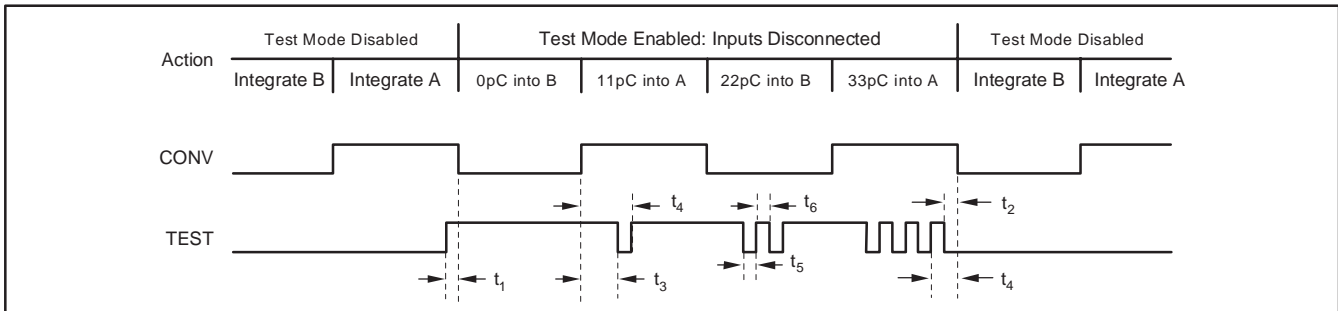 Test Mode Disabled Test Mode Enabled: Inputs Disconnected Test Mode Disabled
Action
Integrate B Integrate A 0pC into B 11pC into A 22pC into B 33pC into A Integrate B Integrate A
CONV
t4 t6 t2
TEST
t5
t1 t3 t4